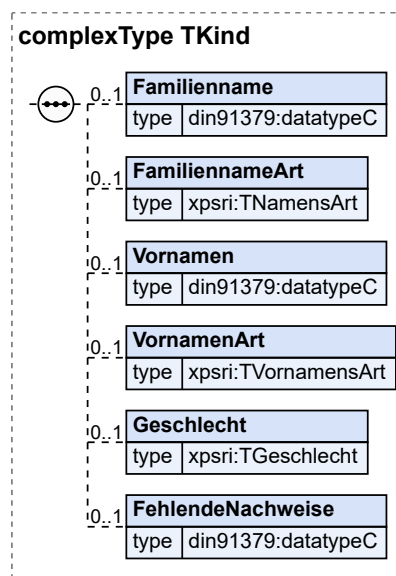 complexType TKind
0..1 Familienname
type din91379:datatypeC
0..1 FamiliennameArt
type xpsri:TNamensArt
0..1 Vornamen
type din91379:datatypeC
0..1 VornamenArt
type xpsri:TVornamensArt
0..1 Geschlecht
type xpsri:TGeschlecht
0..1 FehlendeNachweise
type din91379:datatypeC